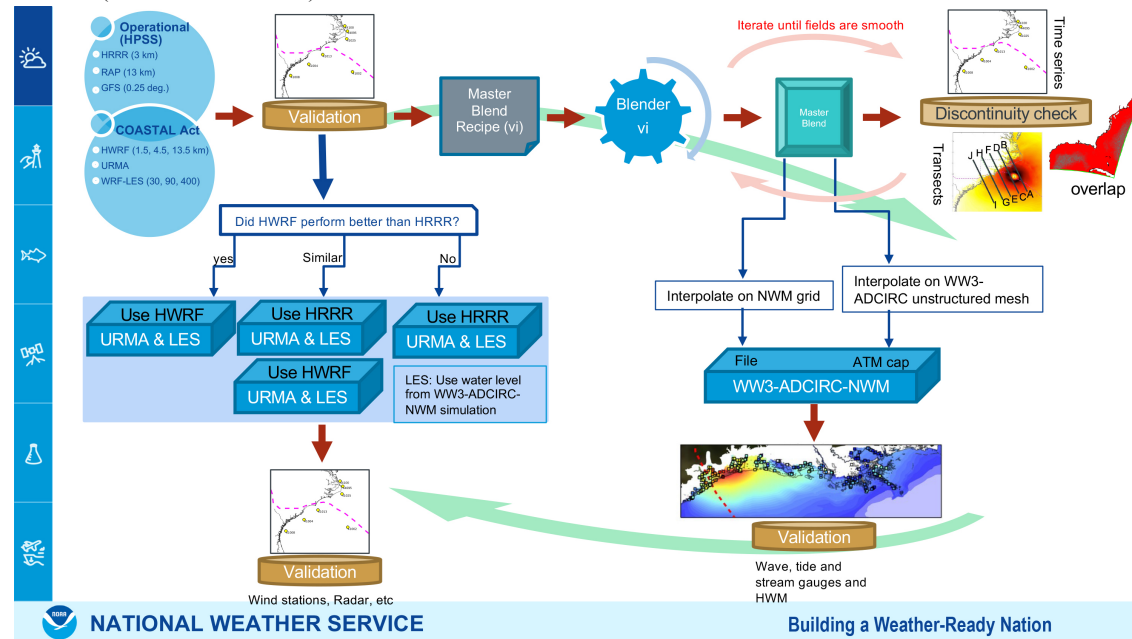 Operational
(HPSS)
HRRR (3 km)
RAP (13 km)
GFS (0.25 deg.)
COASTAL Act
HWRF (1.5, 4.5, 13.5 km)
URMA
WRF-LES (30, 90, 400)
Validation
Master
Blend
Recipe (vi)
Blender
vi
Iterate until fields are smooth
Master
Blend
Time series
Discontinuity check
Transects
J H F D B
I G E C A
overlap
Did HWRF perform better than HRRR?
yes
Similar
No
Use HWRF
URMA & LES
Use HRRR
URMA & LES
Use HWRF
URMA & LES
Use HRRR
URMA & LES
LES: Use water level
from WW3-ADCIRC-
NWM simulation
Interpolate on NWM grid
Interpolate on WW3-
ADCIRC unstructured mesh
File
ATM cap
WW3-ADCIRC-NWM
Validation
Wind stations, Radar, etc
Validation
Wave, tide and
stream gauges and
HWM
NOAA
NATIONAL WEATHER SERVICE
Building a Weather-Ready Nation